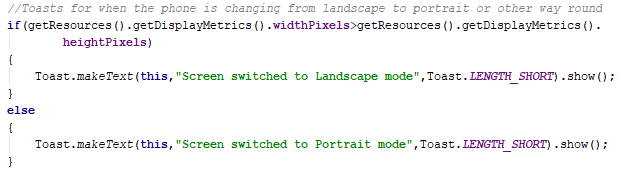 //Toasts for when the phone is changing from landscape to portrait or other way round
if(getResources().getDisplayMetrics().widthPixels>getResources().getDisplayMetrics().
heightPixels)
{
Toast.makeText(this,"Screen switched to Landscape mode",Toast.LENGTH_SHORT).show();
}
else
{
Toast.makeText(this,"Screen switched to Portrait mode",Toast.LENGTH_SHORT).show();
}